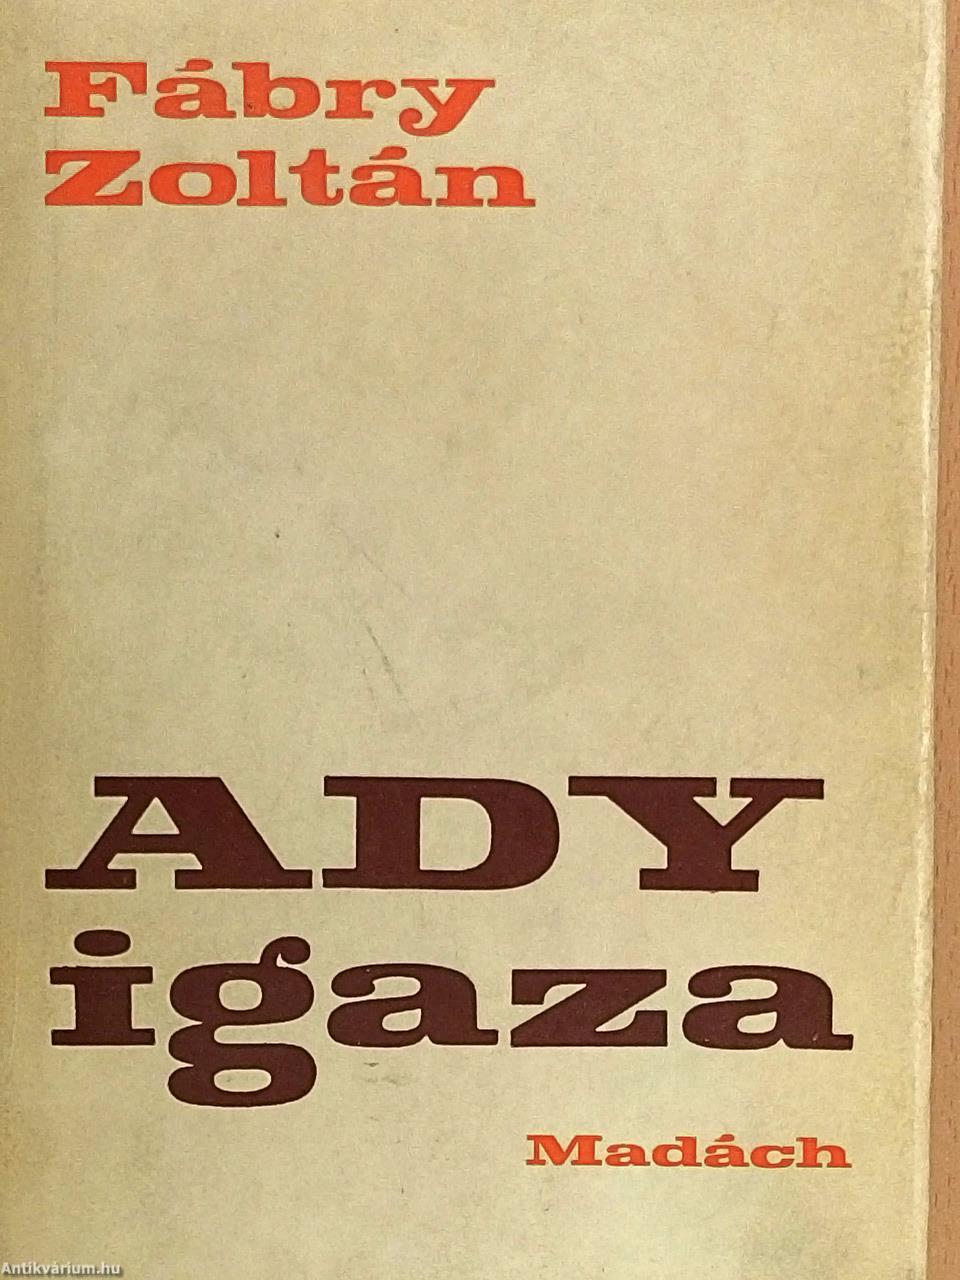 Fábry
Zoltán
ADY
igaza
Madách
Antikvárium.hu